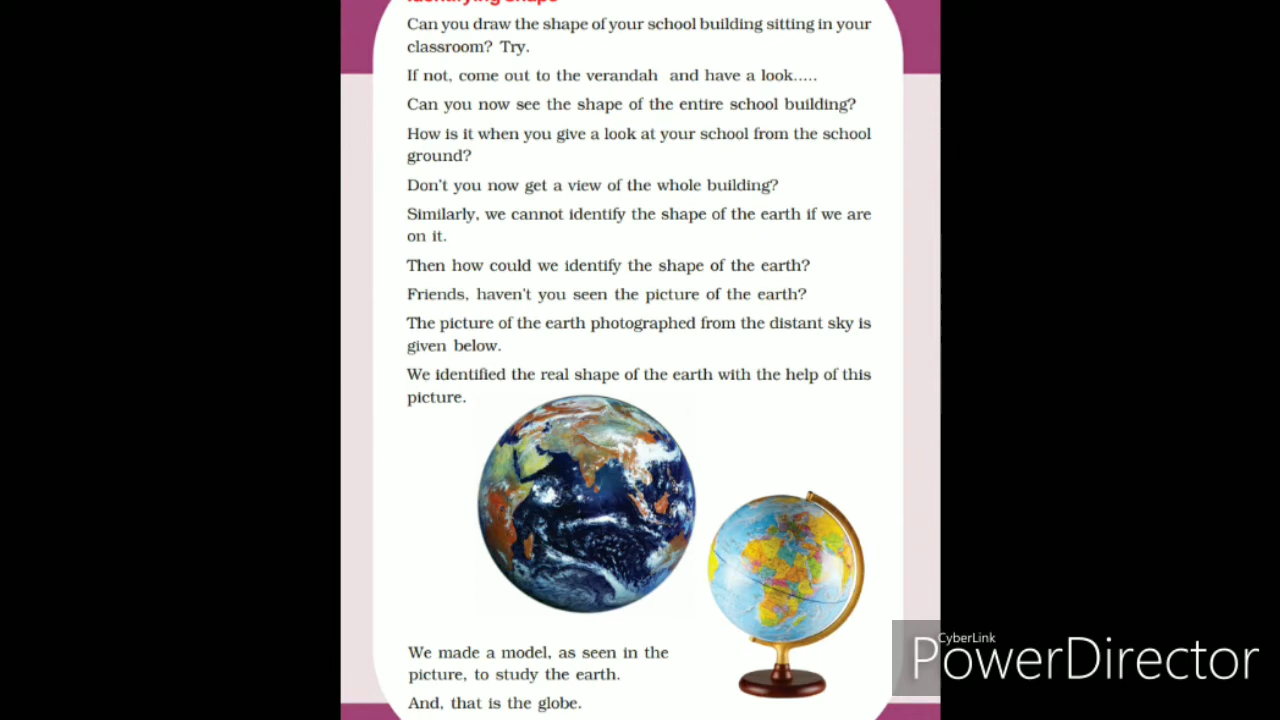 Identifying Shape
Can you draw the shape of your school building sitting in your
classroom? Try.
If not, come out to the verandah and have a look.....
Can you now see the shape of the entire school building?
How is it when you give a look at your school from the school
ground?
Don't you now get a view of the whole building?
Similarly, we cannot identify the shape of the earth if we are
on it.
Then how could we identify the shape of the earth?
Friends, haven't you seen the picture of the earth?
The picture of the earth photographed from the distant sky is
given below.
We identified the real shape of the earth with the help of this
picture.
We made a model, as seen in the
picture, to study the earth.
And, that is the globe.
CyberLink
PowerDirector